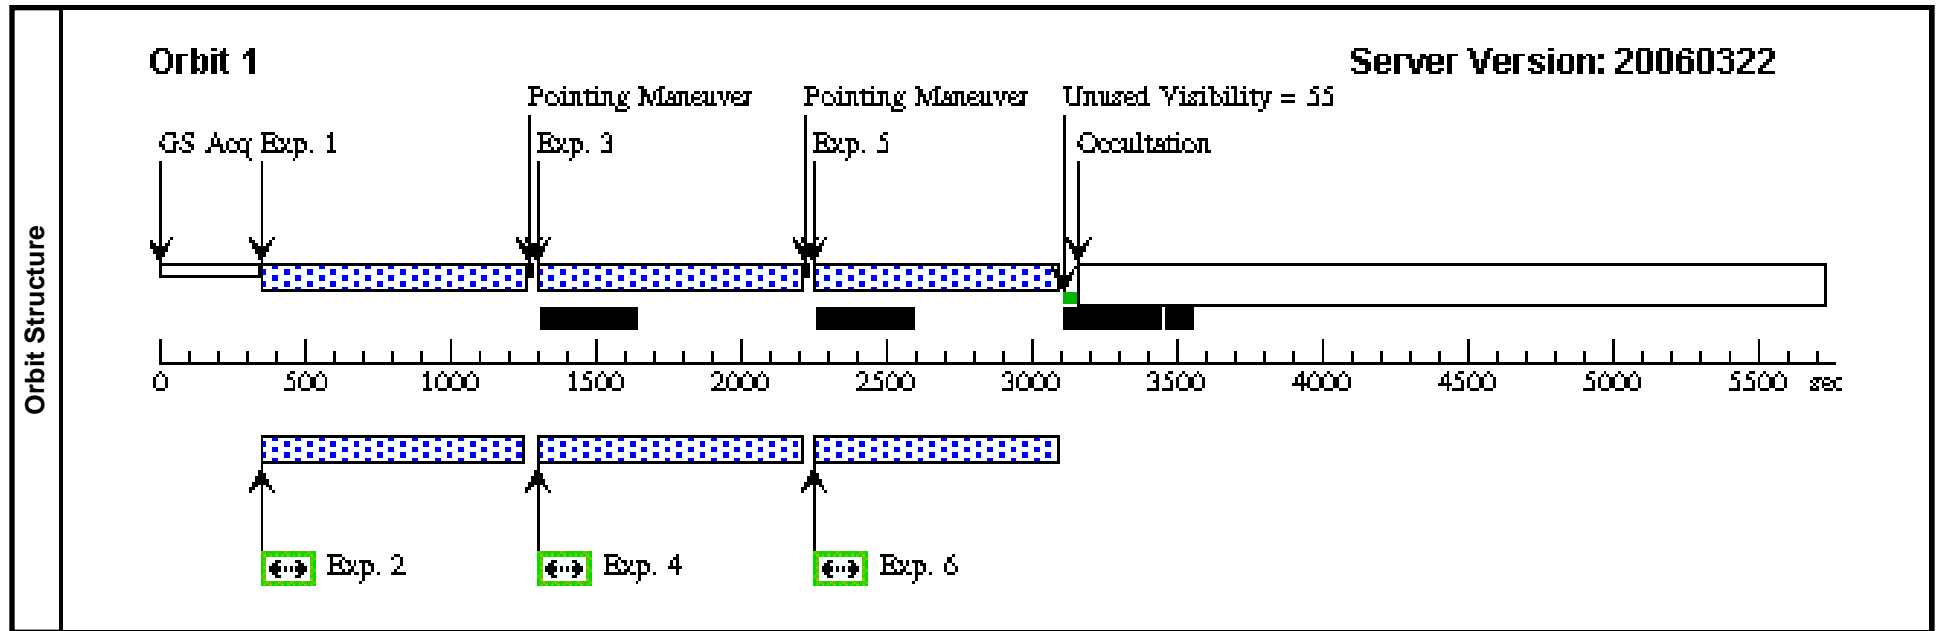 Orbit Structure
Orbit 1
Server Version: 20060322
Pointing Maneuver
Pointing Maneuver
Unused Visibility = 55
GS Acq
Exp. 1
Exp. 3
Exp. 5
Occultation
0 500 1000 1500 2000 2500 3000 3500 4000 4500 5000 5500 sec
Exp. 2
Exp. 4
Exp. 6